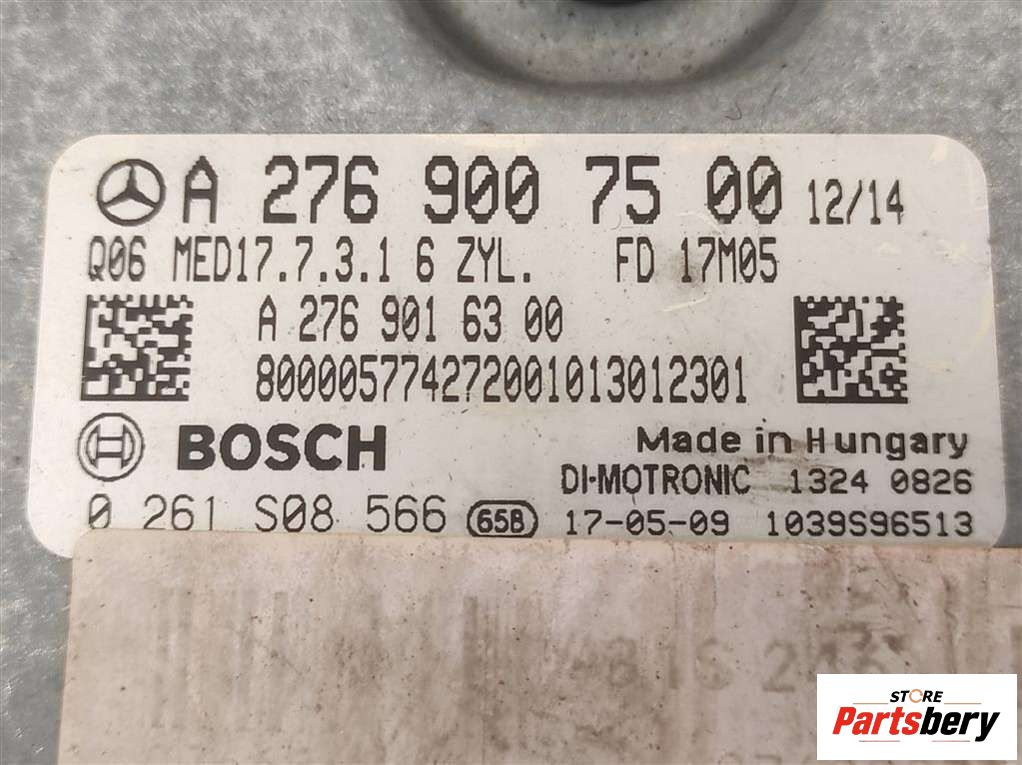 A 276 900 75 00 12/14
Q06 MED17.7.3.1 6 ZYL. FD 17M05
A 276 901 63 00
800005774272001013012301
BOSCH
Made in Hungary
DI-MOTRONIC 1324 0826
0 261 S08 566 65B 17-05-09 1039S96513
STORE
Partsbery